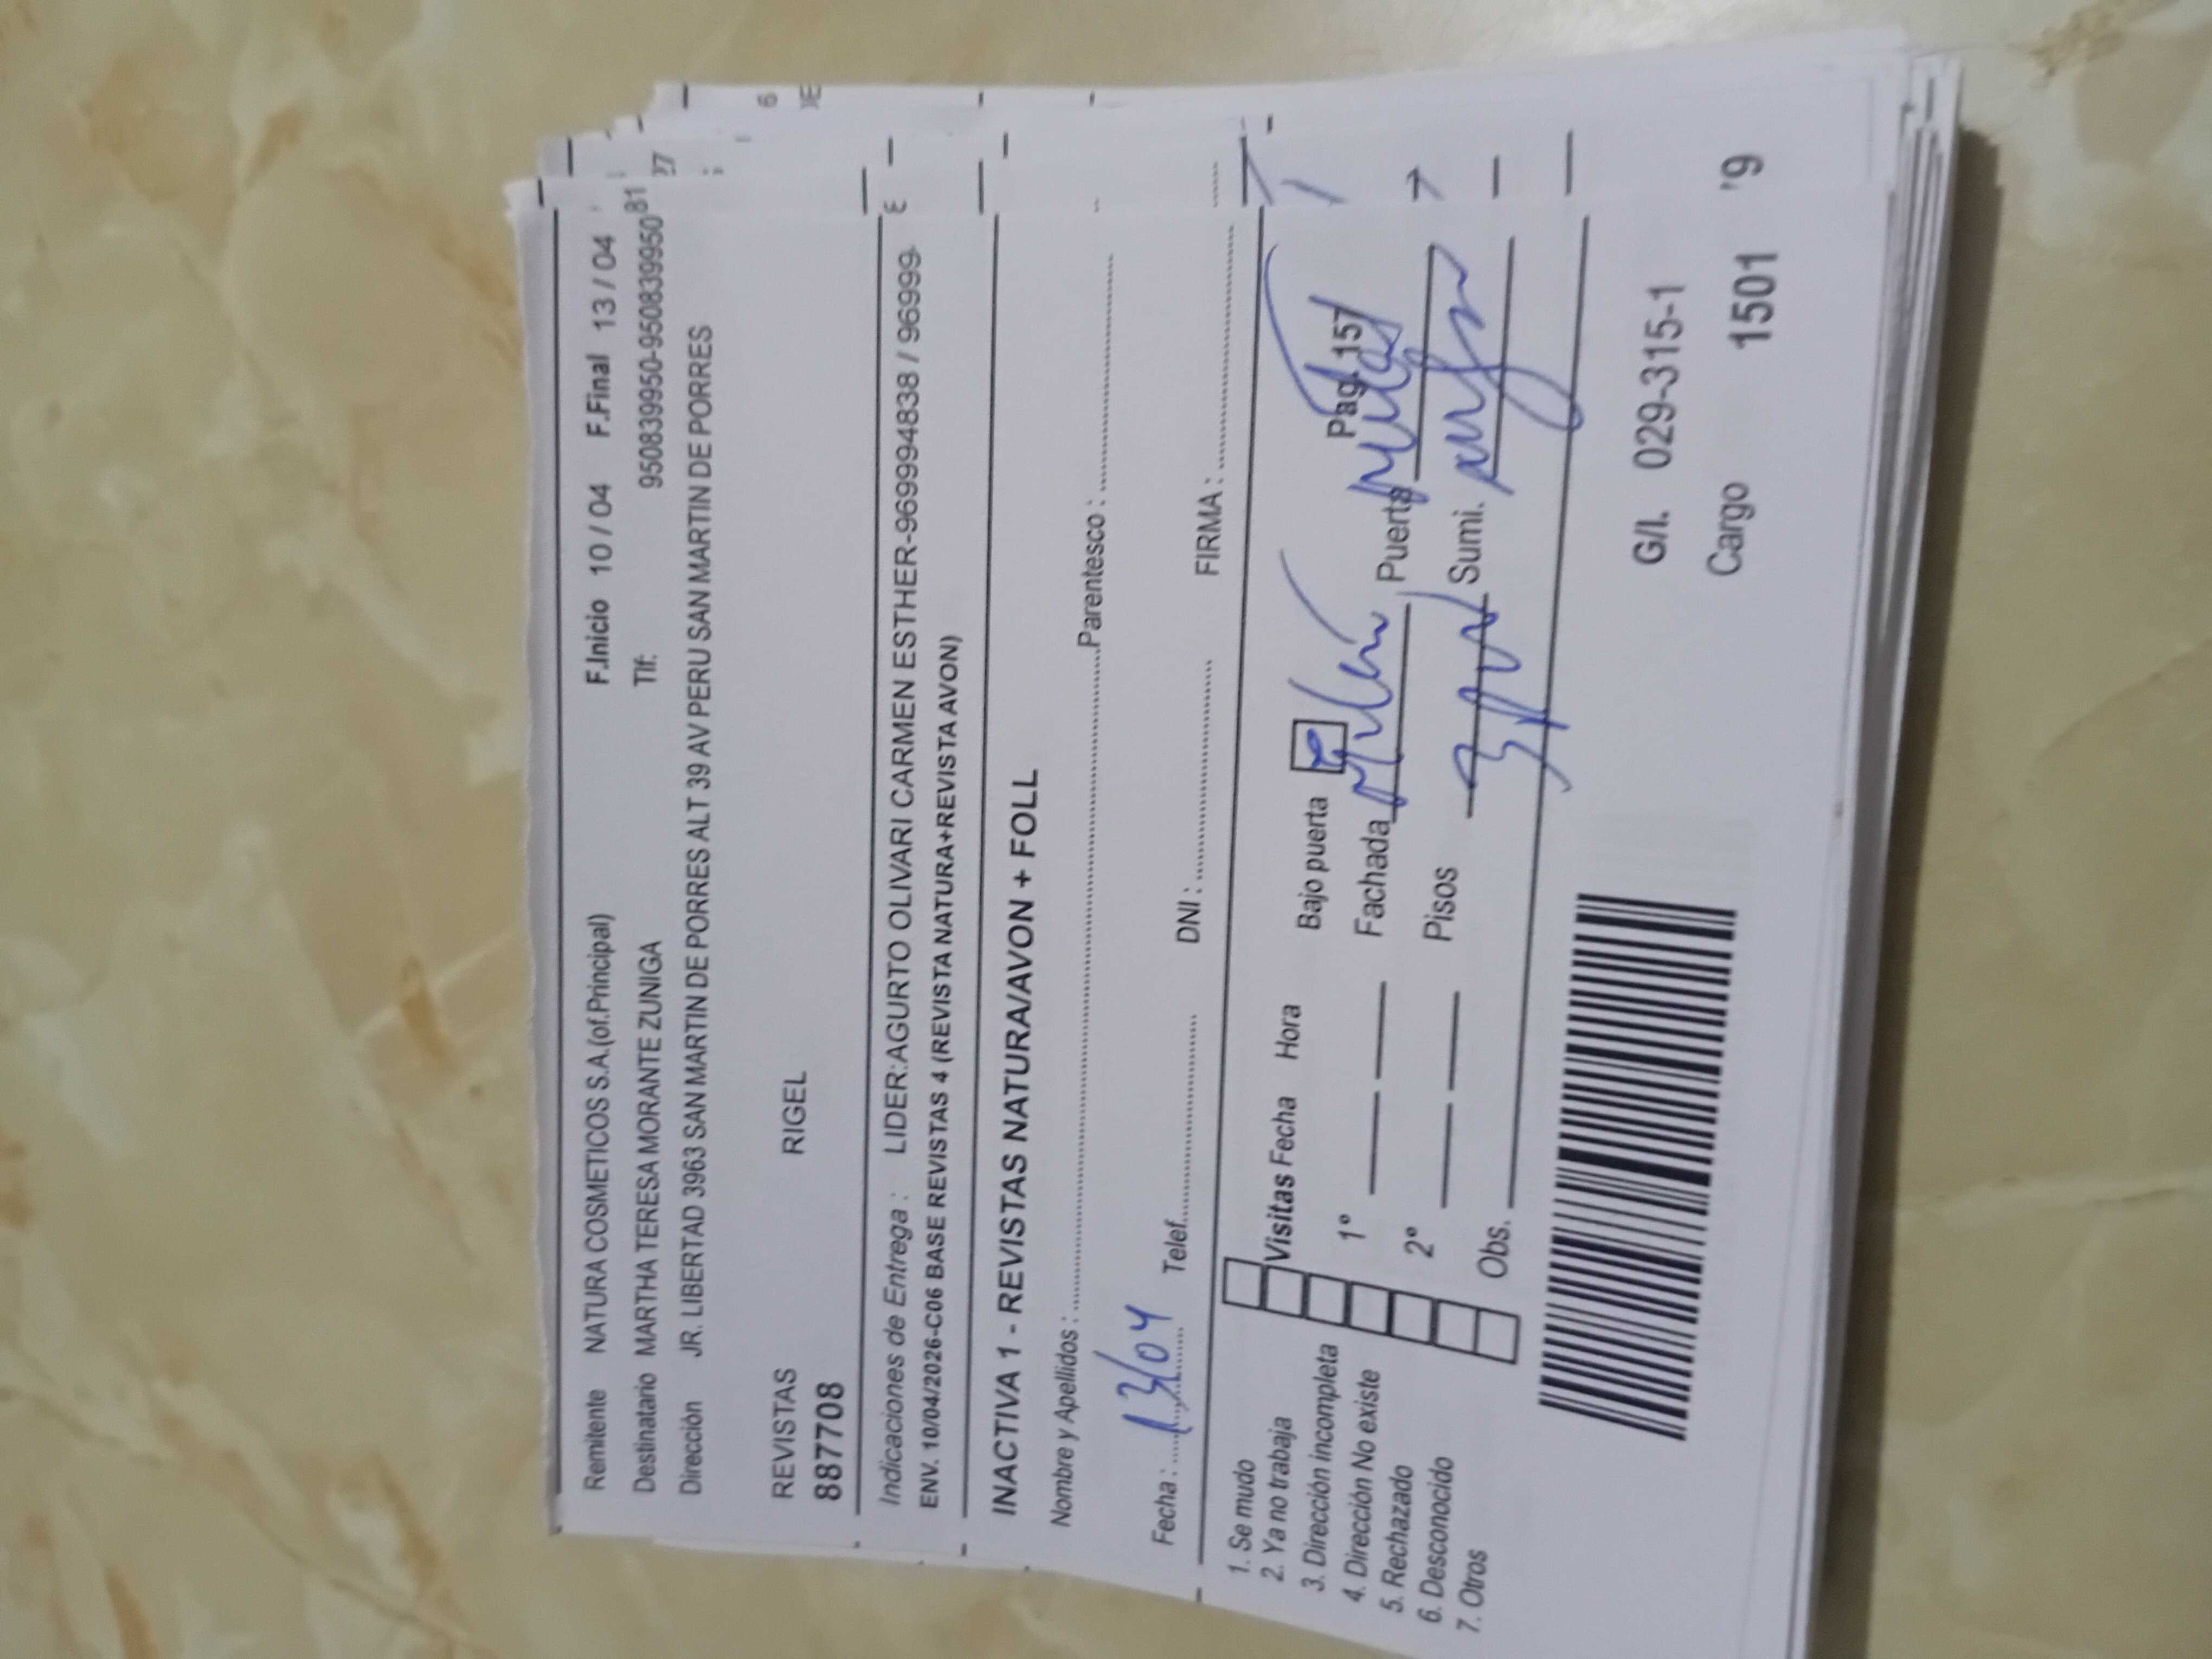 Remitente NATURA COSMETICOS S.A.(of.Principal) F.Inicio 10 / 04 F.Final 13 / 04
Destinatario MARTHA TERESA MORANTE ZUNIGA Tlf: 950839950-950839950
Dirección JR. LIBERTAD 3963 SAN MARTIN DE PORRES ALT 39 AV PERU SAN MARTIN DE PORRES
REVISTAS RIGEL
887708
Indicaciones de Entrega : LIDER:AGURTO OLIVARI CARMEN ESTHER-969994838 / 96999
ENV. 10/04/2026-C06 BASE REVISTAS 4 (REVISTA NATURA+REVISTA AVON)
INACTIVA 1 - REVISTAS NATURA/AVON + FOLL
Nombre y Apellidos : Parentesco :
Fecha : 13/04 Telef. DNI : FIRMA :
1. Se mudo
2. Ya no trabaja
3. Dirección incompleta
4. Dirección No existe
5. Rechazado
6. Desconocido
7. Otros
Visitas Fecha Hora Bajo puerta Pag. 157
1º Fachada Puerta
2º Pisos 3 Sumi.
Obs.
G/I. 029-315-1
Cargo 1501